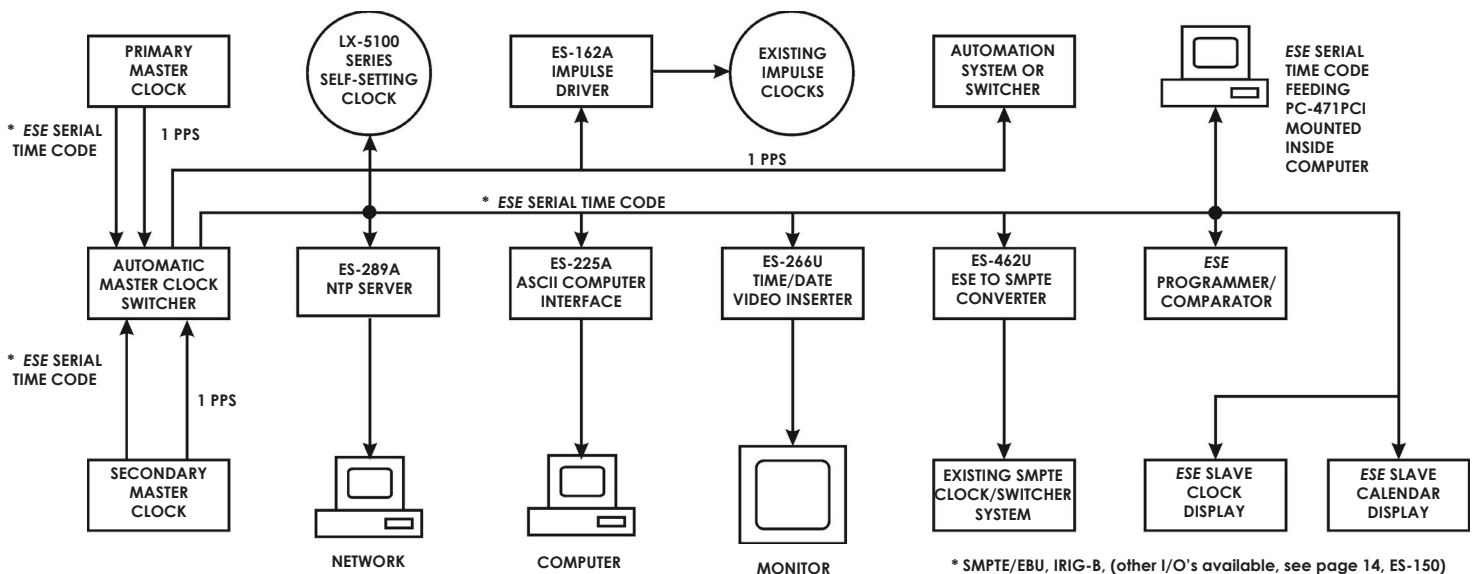 PRIMARY
MASTER
CLOCK
LX-5100
SERIES
SELF-SETTING
CLOCK
ES-162A
IMPULSE
DRIVER
EXISTING
IMPULSE
CLOCKS
AUTOMATION
SYSTEM OR
SWITCHER
ESE SERIAL
TIME CODE
FEEDING
PC-471PCI
MOUNTED
INSIDE
COMPUTER
* ESE SERIAL
TIME CODE
1 PPS
1 PPS
* ESE SERIAL TIME CODE
AUTOMATIC
MASTER CLOCK
SWITCHER
ES-289A
NTP SERVER
ES-225A
ASCII COMPUTER
INTERFACE
ES-266U
TIME/DATE
VIDEO INSERTER
ES-462U
ESE TO SMPTE
CONVERTER
ESE
PROGRAMMER/
COMPARATOR
* ESE SERIAL
TIME CODE
1 PPS
SECONDARY
MASTER
CLOCK
NETWORK
COMPUTER
MONITOR
EXISTING SMPTE
CLOCK/SWITCHER
SYSTEM
ESE SLAVE
CLOCK
DISPLAY
ESE SLAVE
CALENDAR
DISPLAY
* SMPTE/EBU, IRIG-B, (other I/O's available, see page 14, ES-150)